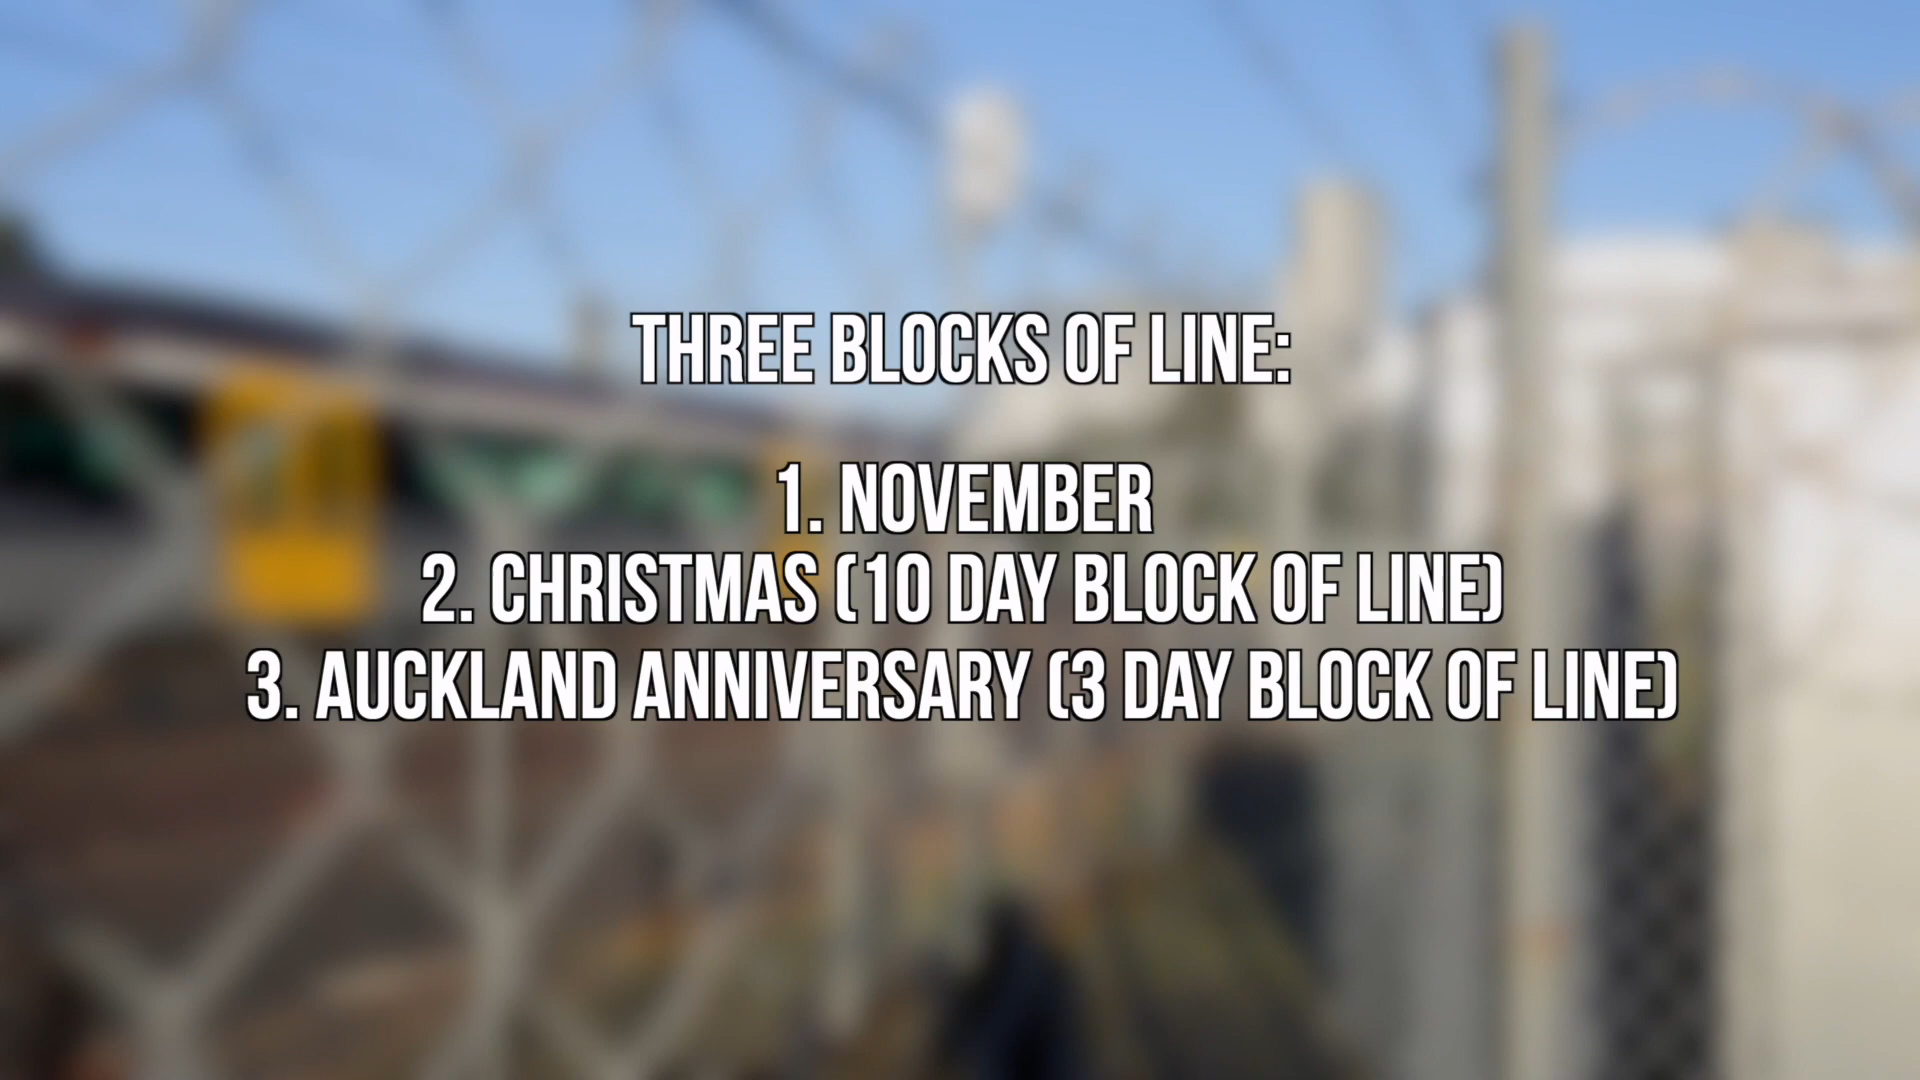 THREE BLOCKS OF LINE:
1. NOVEMBER
2. CHRISTMAS (10 DAY BLOCK OF LINE)
3. AUCKLAND ANNIVERSARY (3 DAY BLOCK OF LINE)